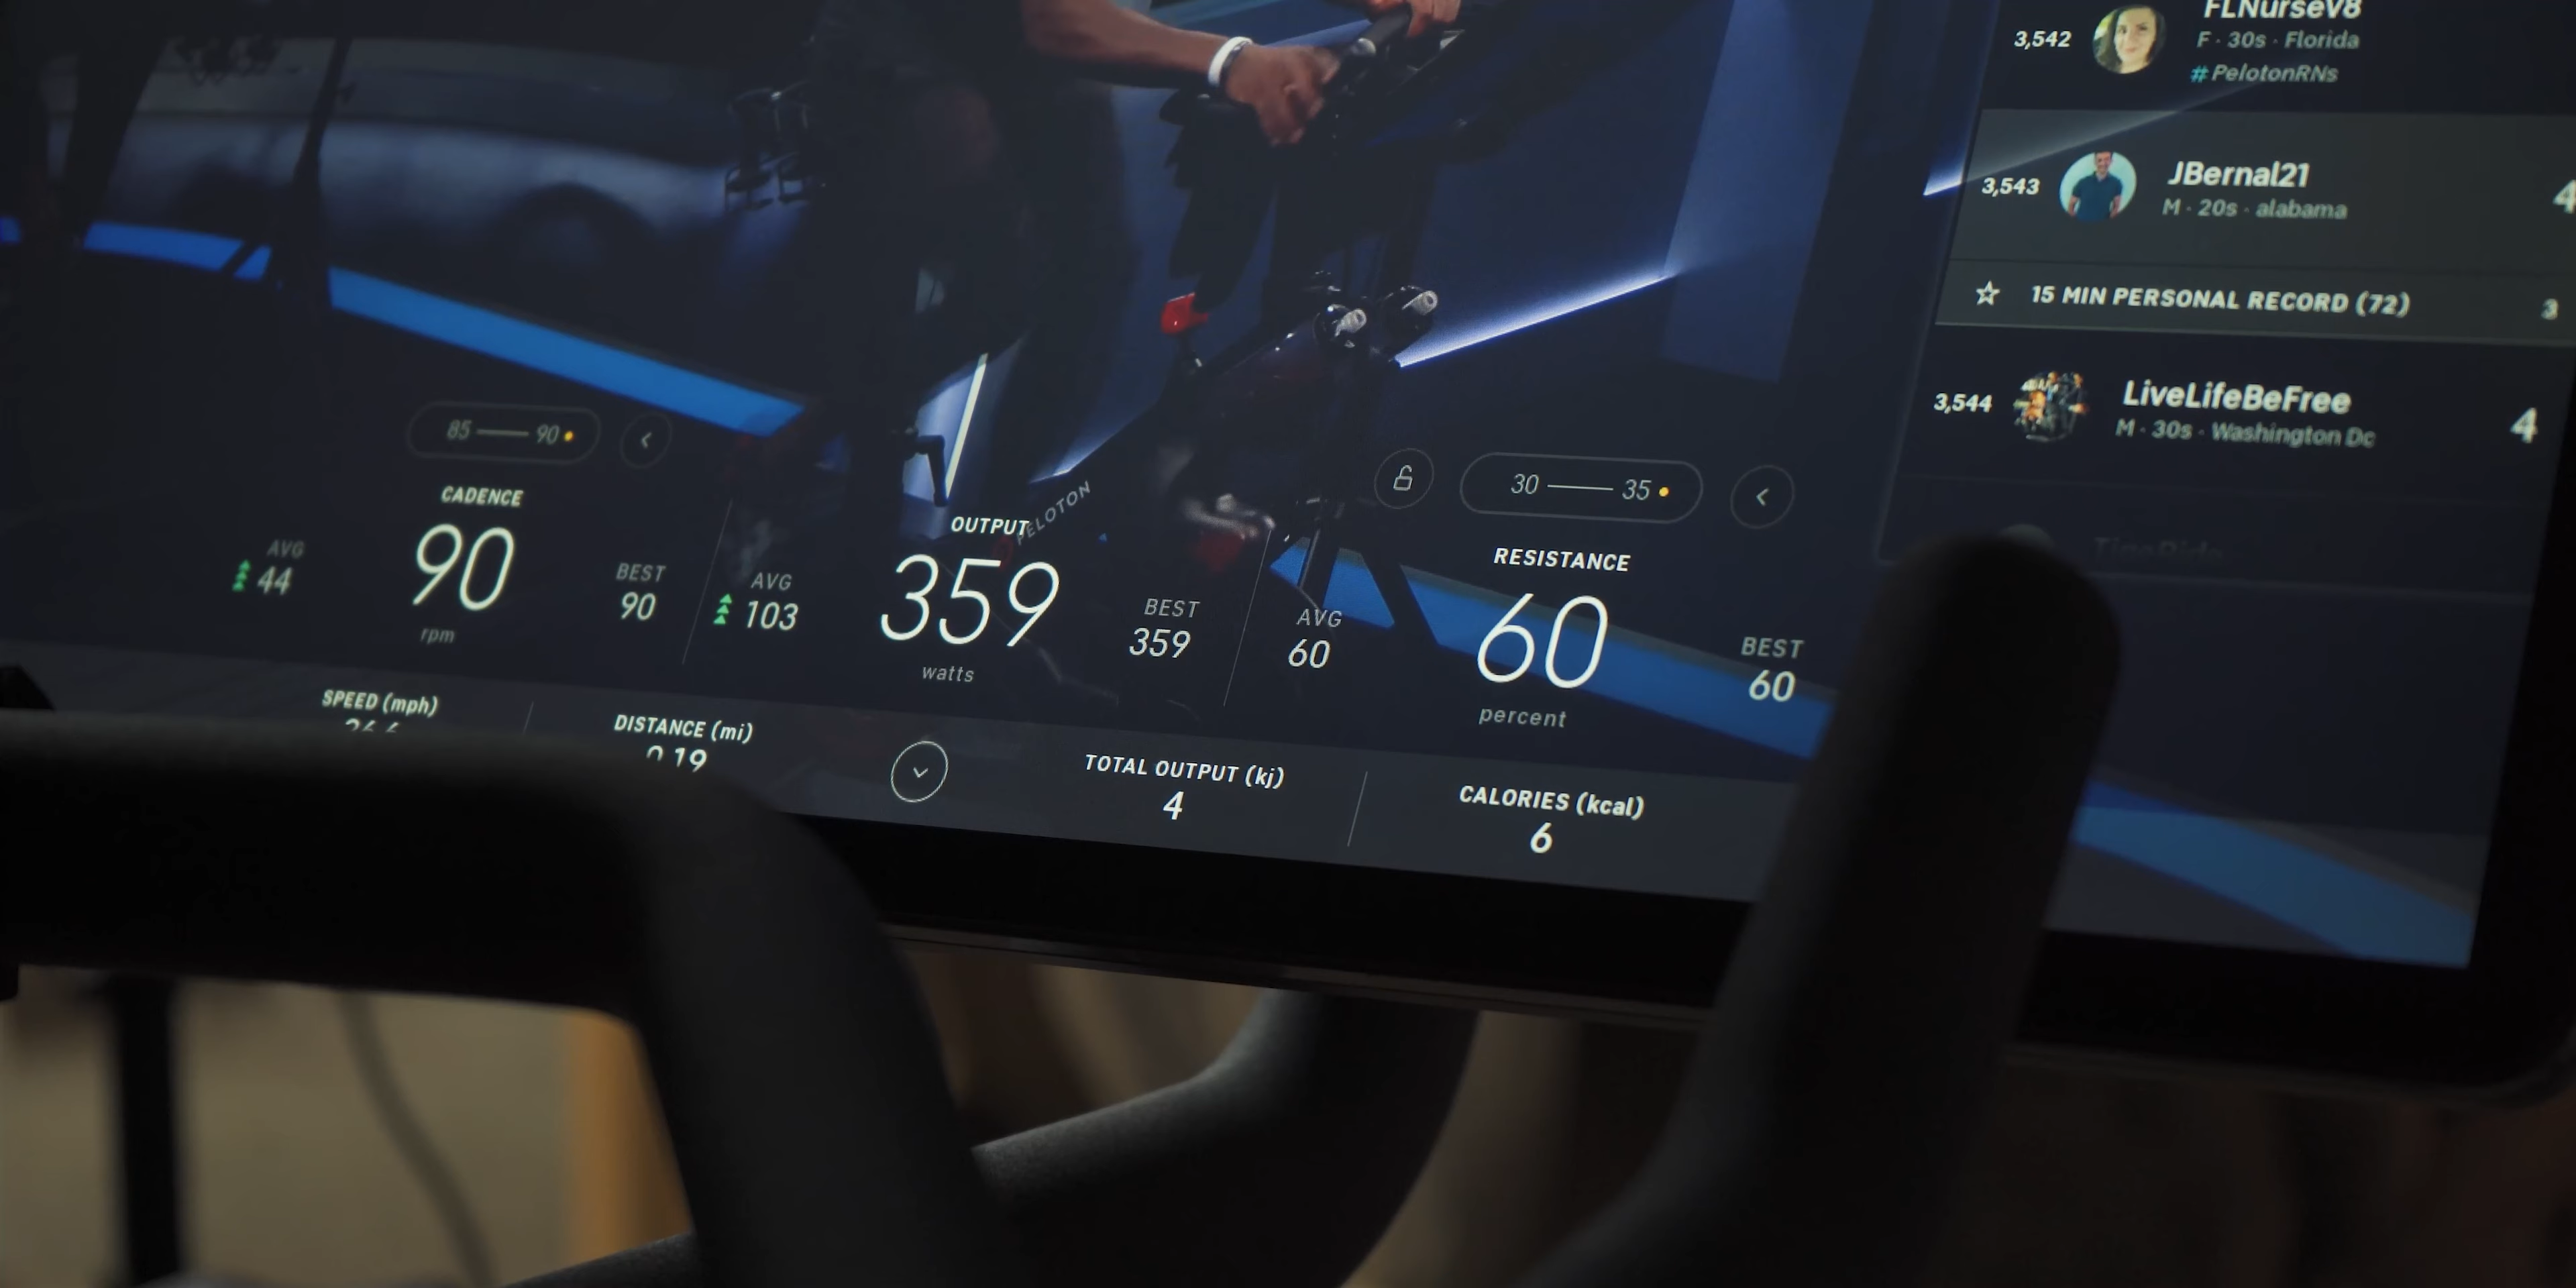 FLNurseV8
3,542
F · 30s · Florida
#PelotonRNs
3,543
JBernal21
4
M · 20s · alabama
15 MIN PERSONAL RECORD (72)
3
3,544
LiveLifeBeFree
4
M · 30s · Washington Dc
85 — 90
30 — 35
CADENCE
AVG
44
90
BEST
90
rpm
OUTPUT
PELOTON
AVG
103
359
BEST
359
watts
RESISTANCE
AVG
60
60
BEST
60
percent
SPEED (mph)
DISTANCE (mi)
TOTAL OUTPUT (kj)
4
CALORIES (kcal)
6